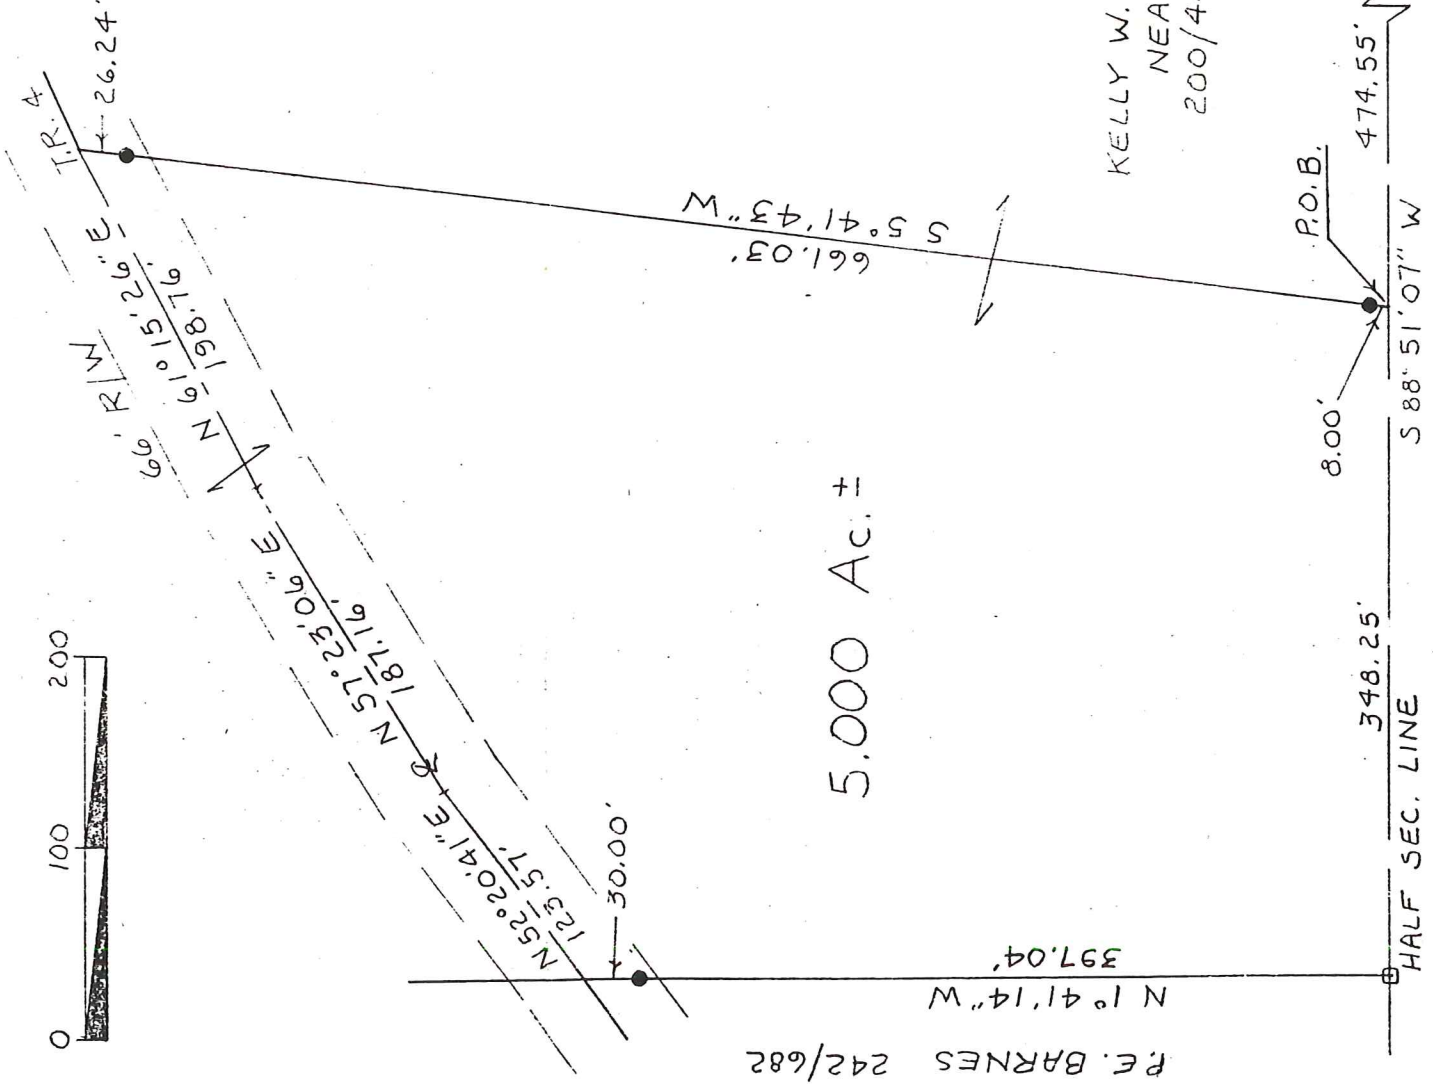 0 100 200
66' R/W
T.R. 4
26.24'
N 61° 15' 26" E
198.76'
N 57° 23' 06" E
187.16'
N 52° 20' 41" E
123.57'
30.00'
S 5° 41' 43" W
661.03'
KELLY W.
NEA
200/4
5.000 Ac. ±
P.O.B.
8.00'
474.55'
348.25'
S 88° 51' 07" W
HALF SEC. LINE
N 1° 41' 14" W
397.04'
P.E. BARNES 242/682